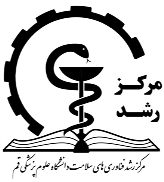 مرکز
رشد
مرکز رشد فناوری های سلامت دانشگاه علوم پزشکی قم